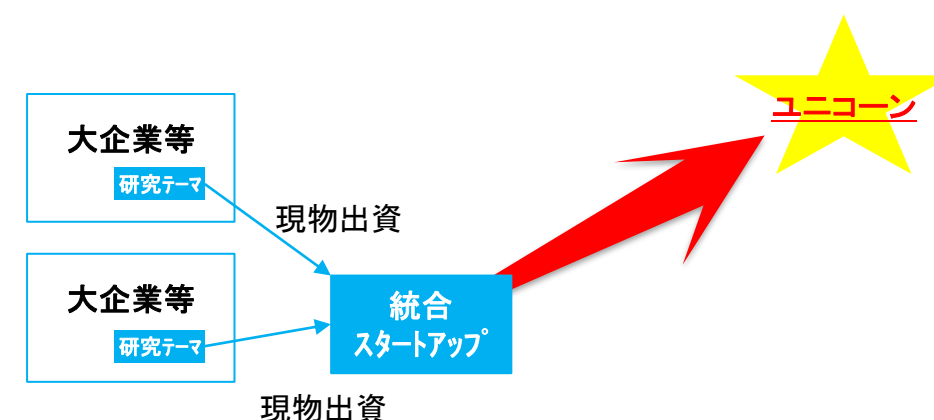 ユニコーン
大企業等
研究テーマ
現物出資
大企業等
研究テーマ
統合
スタートアップ
現物出資